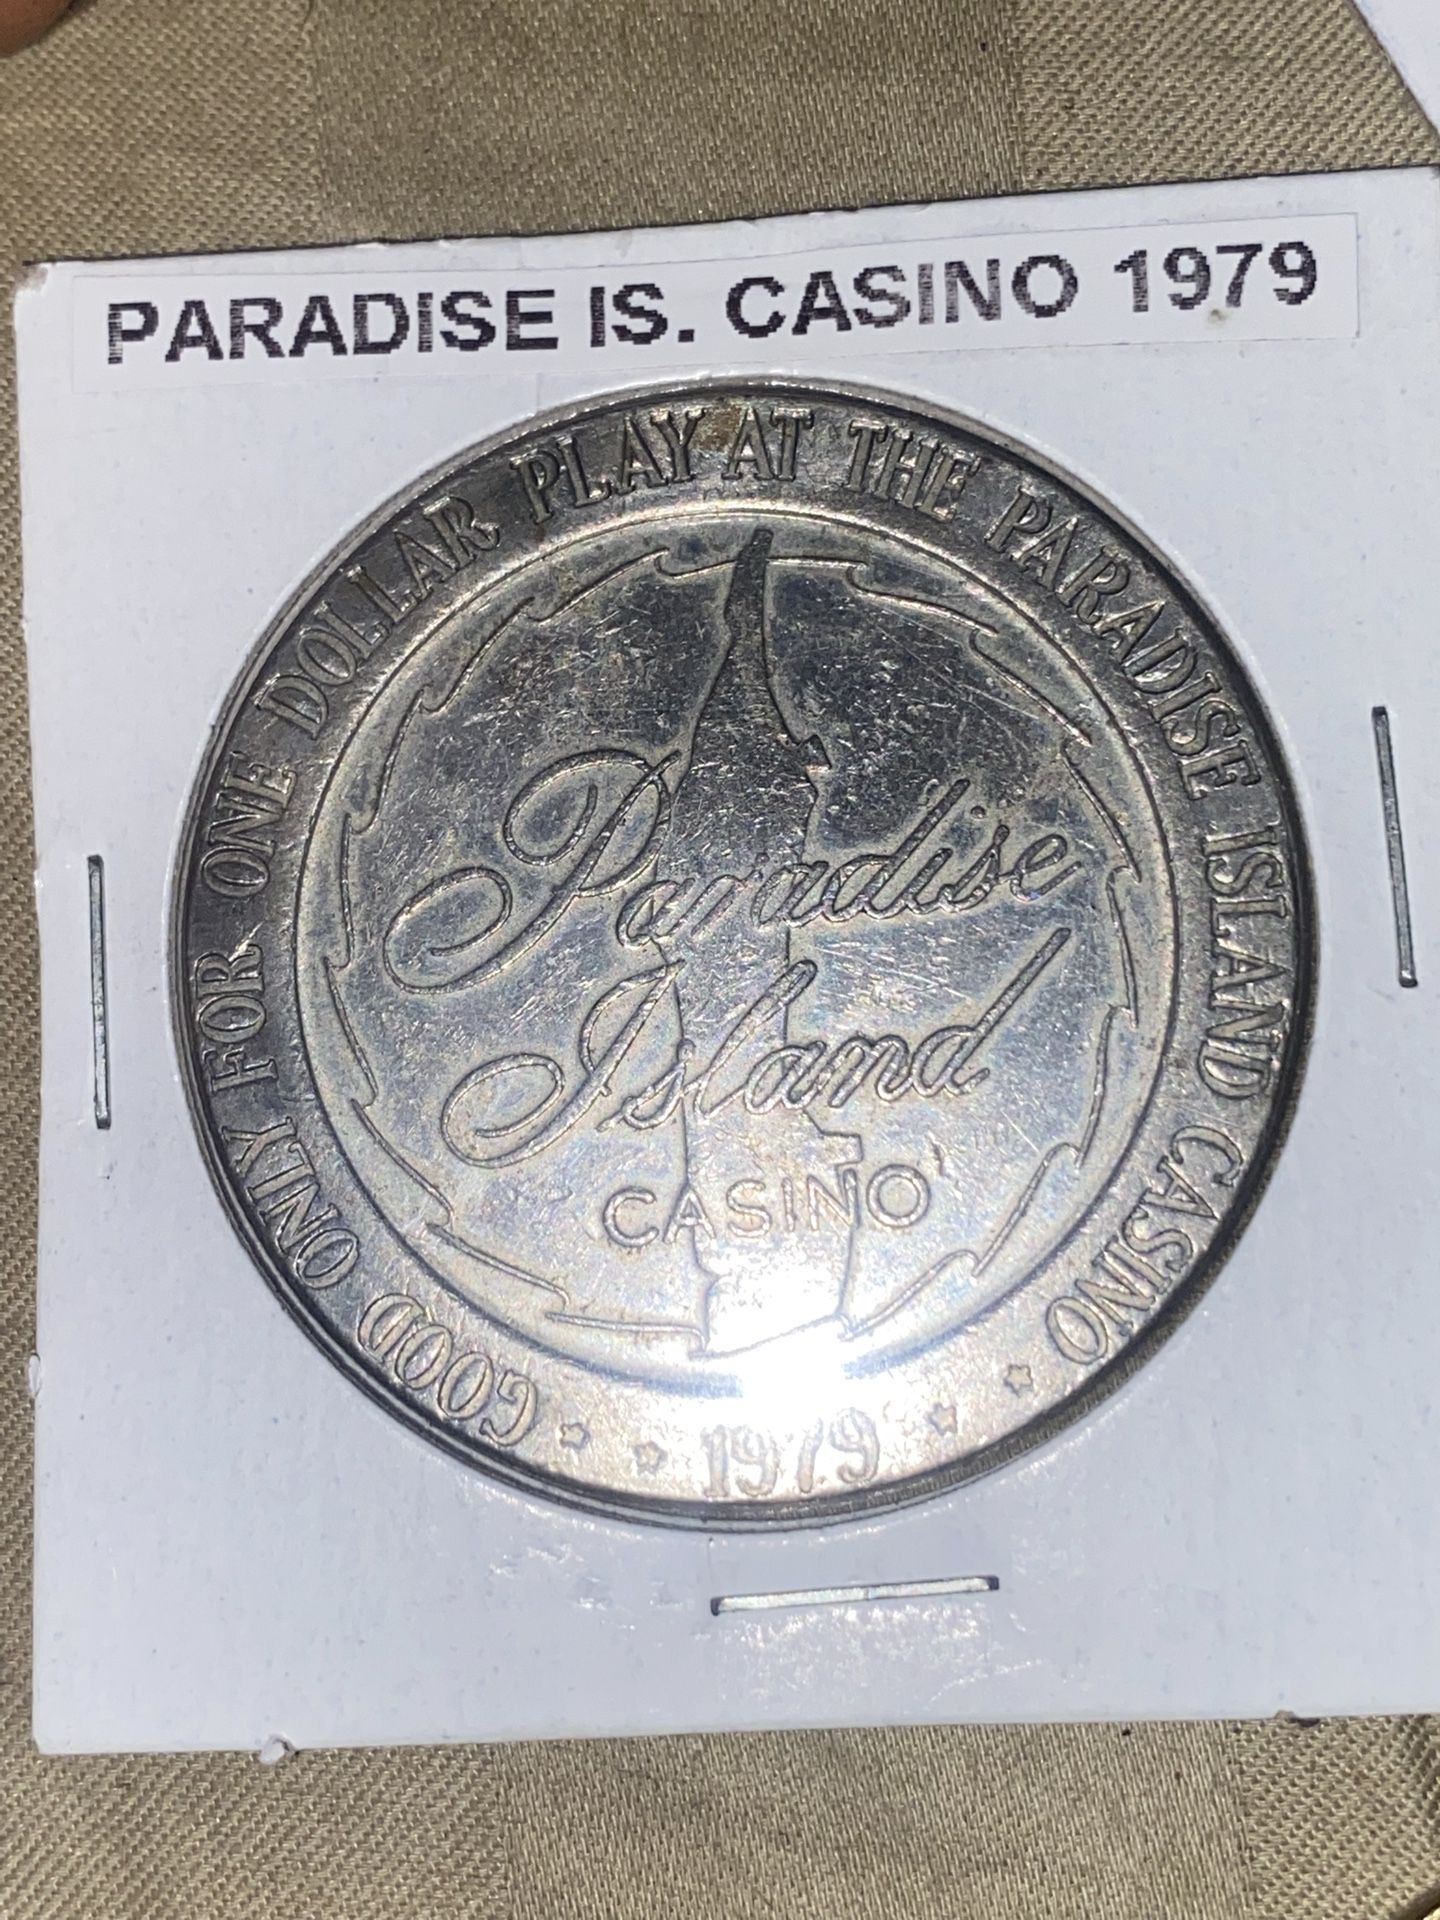 PARADiSE IS. CASINO 1979
GOOD ONLY FOR ONE DOLLAR PLAY AT THE PARADISE ISLAND CASINO
Paradise
Island
CASINO
1979